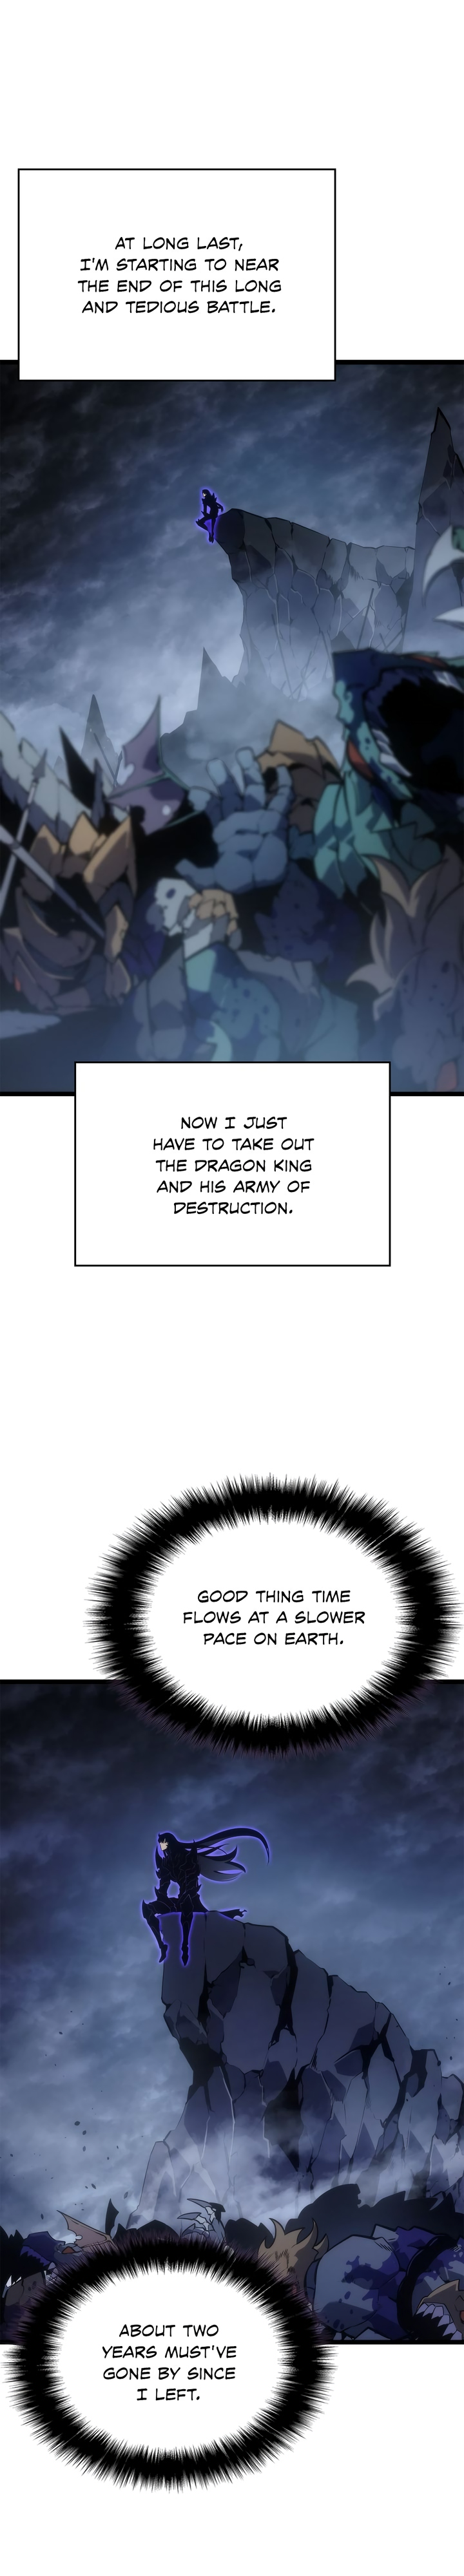 AT LONG LAST,
I'M STARTING TO NEAR
THE END OF THIS LONG
AND TEDIOUS BATTLE.
NOW I JUST
HAVE TO TAKE OUT
THE DRAGON KING
AND HIS ARMY OF
DESTRUCTION.
GOOD THING TIME
FLOWS AT A SLOWER
PACE ON EARTH.
ABOUT TWO
YEARS MUST'VE
GONE BY SINCE
I LEFT.